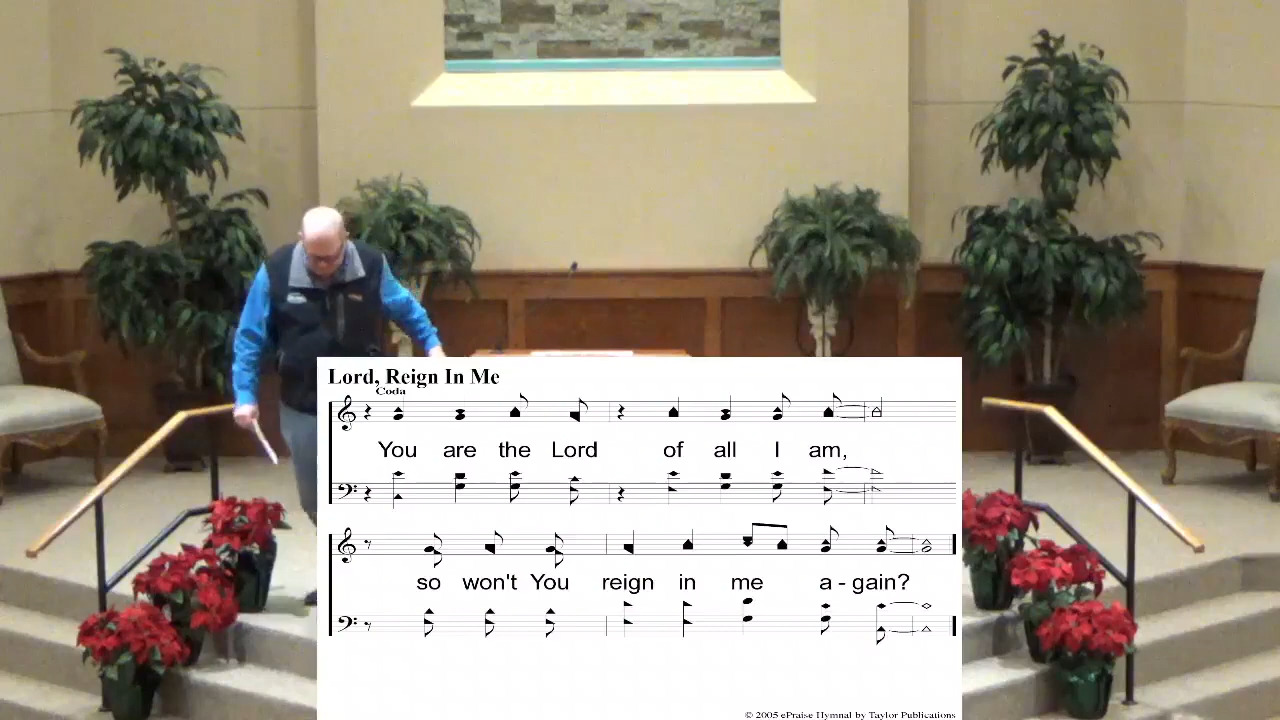 Lord, Reign In Me
Coda
You are the Lord of all I am,
so won't You reign in me a - gain?
© 2005 ePraise Hymnal by Taylor Publications